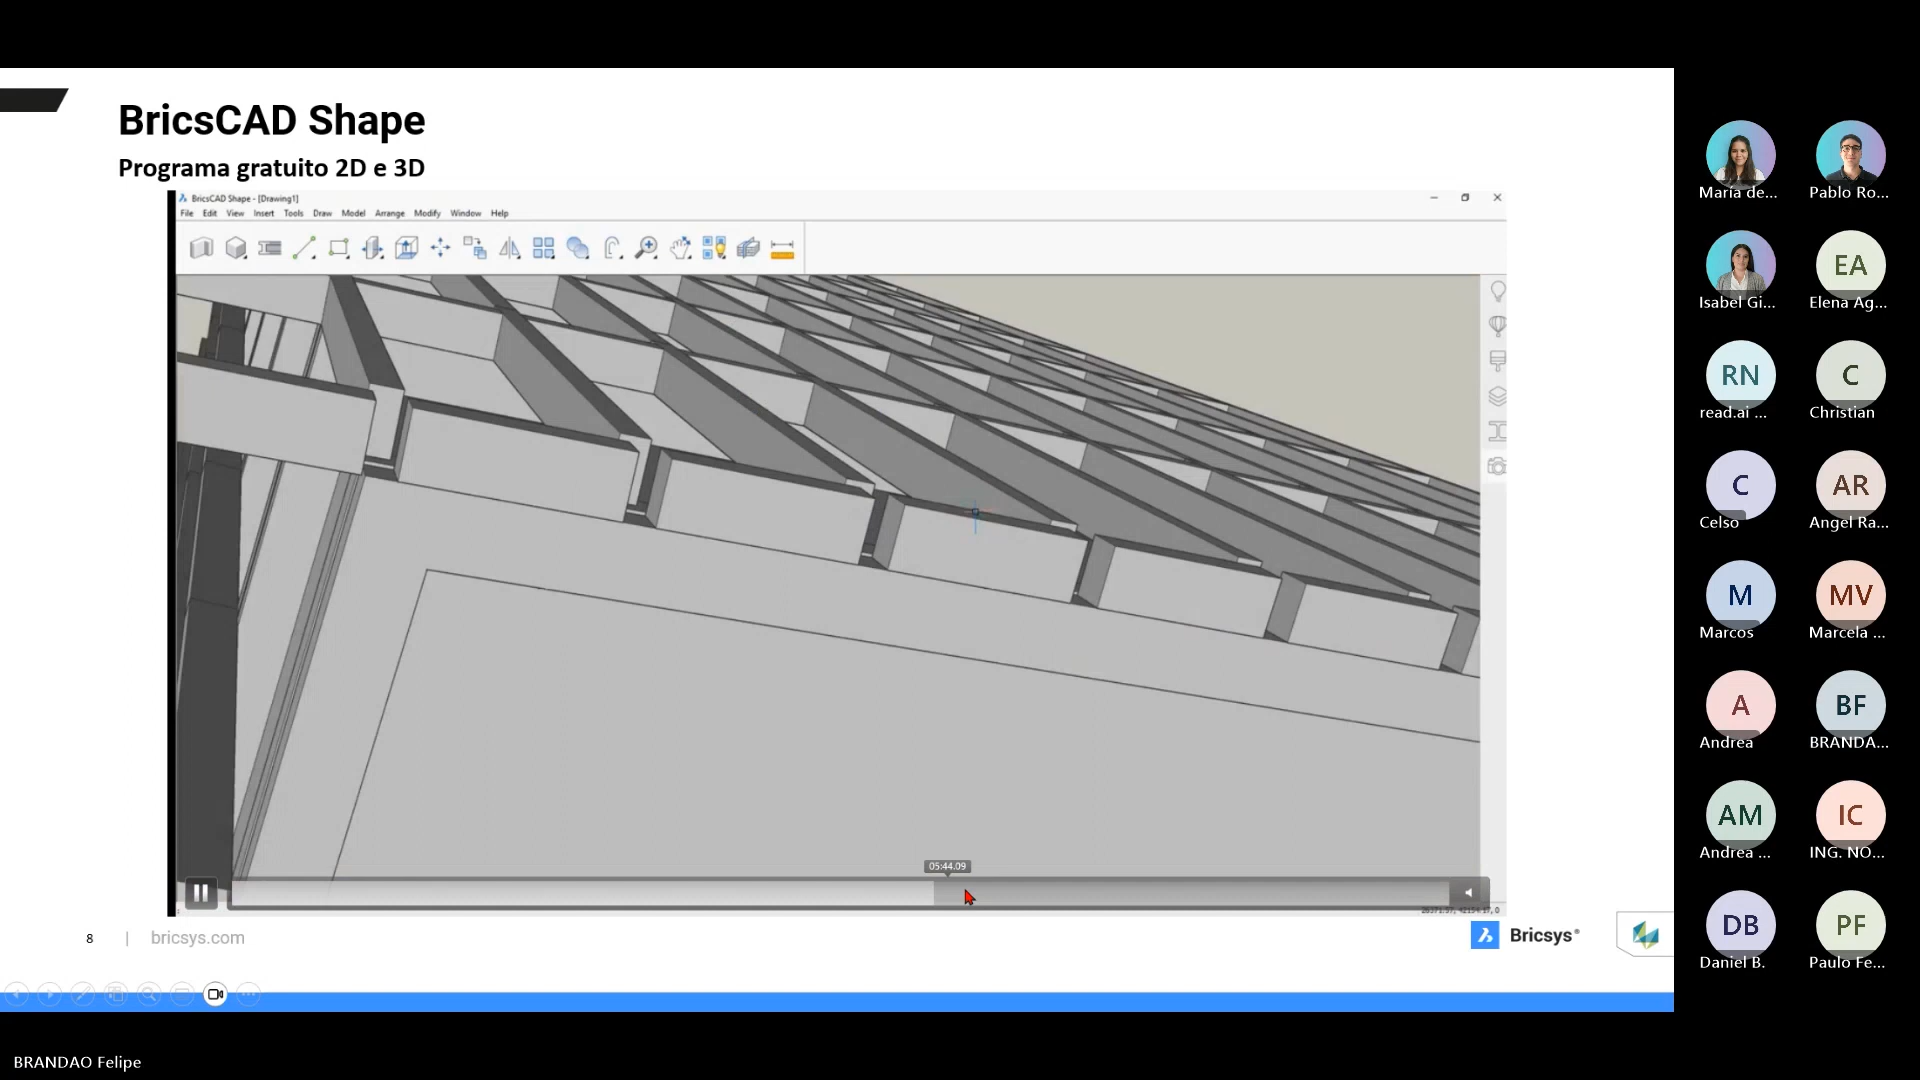 BricsCAD Shape
Programa gratuito 2D e 3D
BricsCAD Shape - [Drawing1]
File Edit View Insert Tools Draw Model Arrange Modify Window Help
05:44.09
8 | bricsys.com
Bricsys®
María de...
Pablo Ro...
Isabel Gi...
EA
Elena Ag...
RN
read.ai ...
C
Christian
C
Celso
AR
Angel Ra...
M
Marcos
MV
Marcela ...
A
Andrea
BF
BRANDA...
AM
Andrea ...
IC
ING. NO...
DB
Daniel B.
PF
Paulo Fe...
BRANDAO Felipe